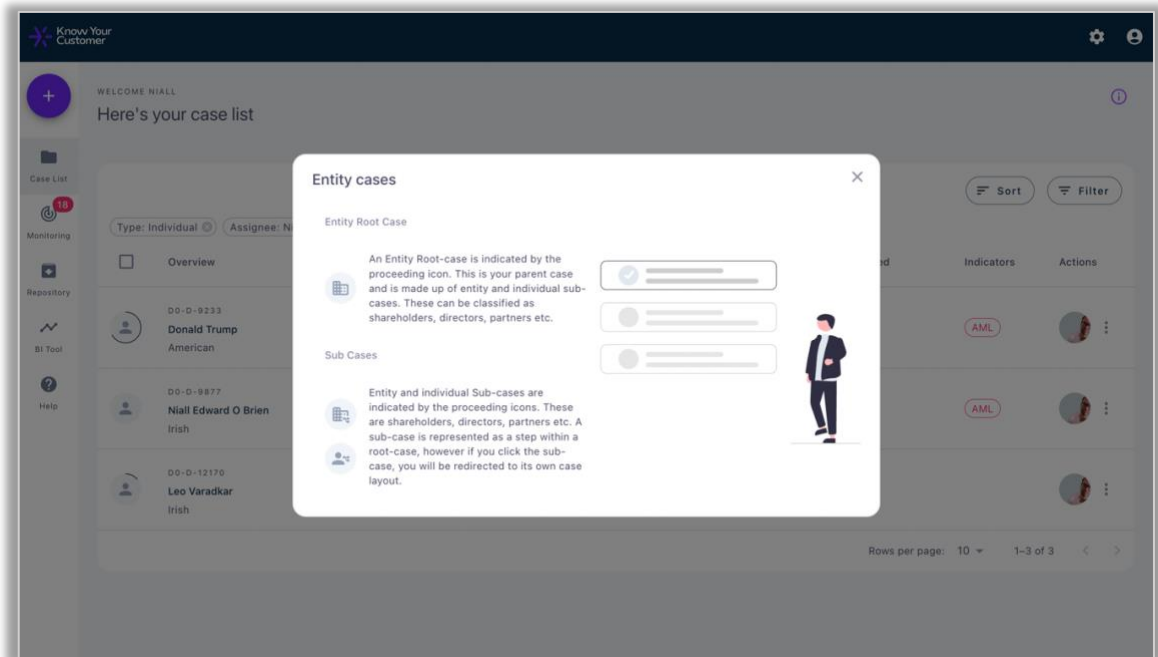 Know Your
Customer
WELCOME NIALL
Here's your case list
Case List
18
Monitoring
Repository
BI Tool
Help
Sort
Filter
Type: Individual
Assignee:
Overview
Indicators
Actions
D0-D-9233
Donald Trump
American
AML
D0-D-9877
Niall Edward O Brien
Irish
AML
D0-D-12170
Leo Varadkar
Irish
Rows per page: 10
1–3 of 3
Entity cases
Entity Root Case
An Entity Root-case is indicated by the
proceeding icon. This is your parent case
and is made up of entity and individual sub-
cases. These can be classified as
shareholders, directors, partners etc.
Sub Cases
Entity and individual Sub-cases are
indicated by the proceeding icons. These
are shareholders, directors, partners etc. A
sub-case is represented as a step within a
root-case, however if you click the sub-
case, you will be redirected to its own case
layout.